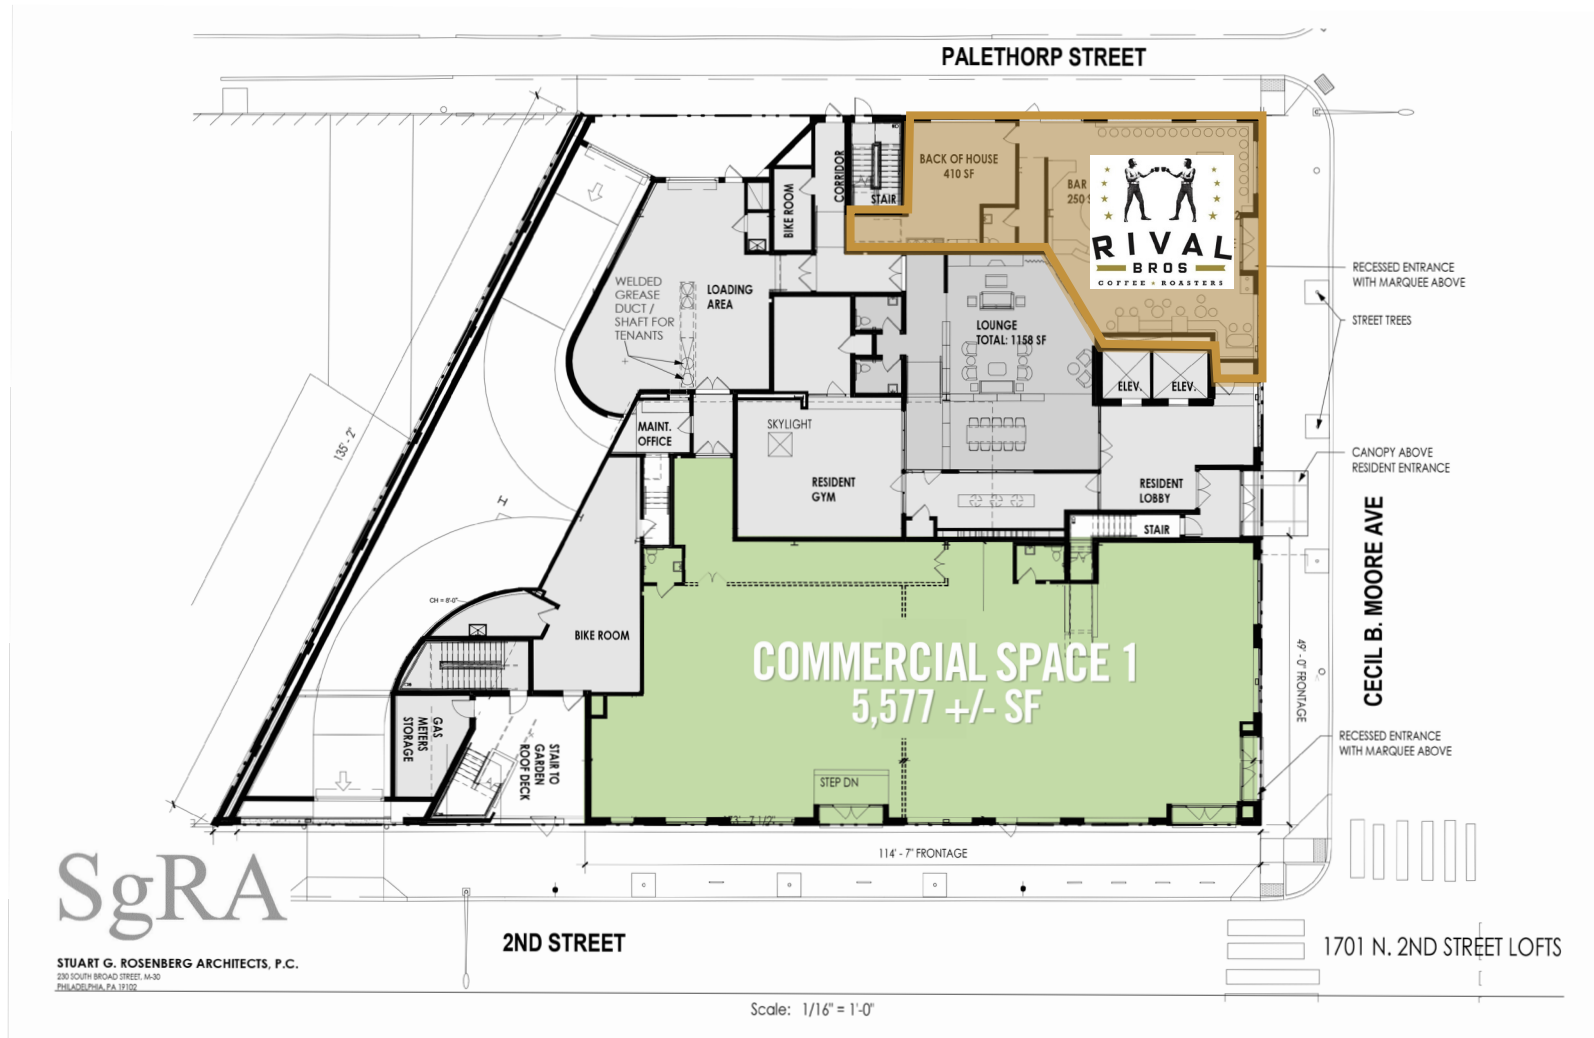 PALETHORP STREET
BACK OF HOUSE
410 SF
BAR
250
CORRIDOR
STAIR
BIKE ROOM
RIVAL
BROS
COFFEE ★ ROASTERS
RECESSED ENTRANCE
WITH MARQUEE ABOVE
STREET TREES
WELDED
GREASE
DUCT /
SHAFT FOR
TENANTS
LOADING
AREA
LOUNGE
TOTAL: 1158 SF
ELEV.
ELEV.
135' - 2"
MAINT.
OFFICE
SKYLIGHT
RESIDENT
GYM
RESIDENT
LOBBY
CANOPY ABOVE
RESIDENT ENTRANCE
STAIR
CECIL B. MOORE AVE
CH = 8'-0"
BIKE ROOM
COMMERCIAL SPACE 1
5,577 +/- SF
49' - 0" FRONTAGE
GAS
METERS
STORAGE
STAIR TO
GARDEN
ROOF DECK
STEP DN
RECESSED ENTRANCE
WITH MARQUEE ABOVE
114' - 7" FRONTAGE
SgRA
2ND STREET
STUART G. ROSENBERG ARCHITECTS, P.C.
230 SOUTH BROAD STREET, M-30
PHILADELPHIA, PA 19102
1701 N. 2ND STREET LOFTS
Scale: 1/16" = 1'-0"